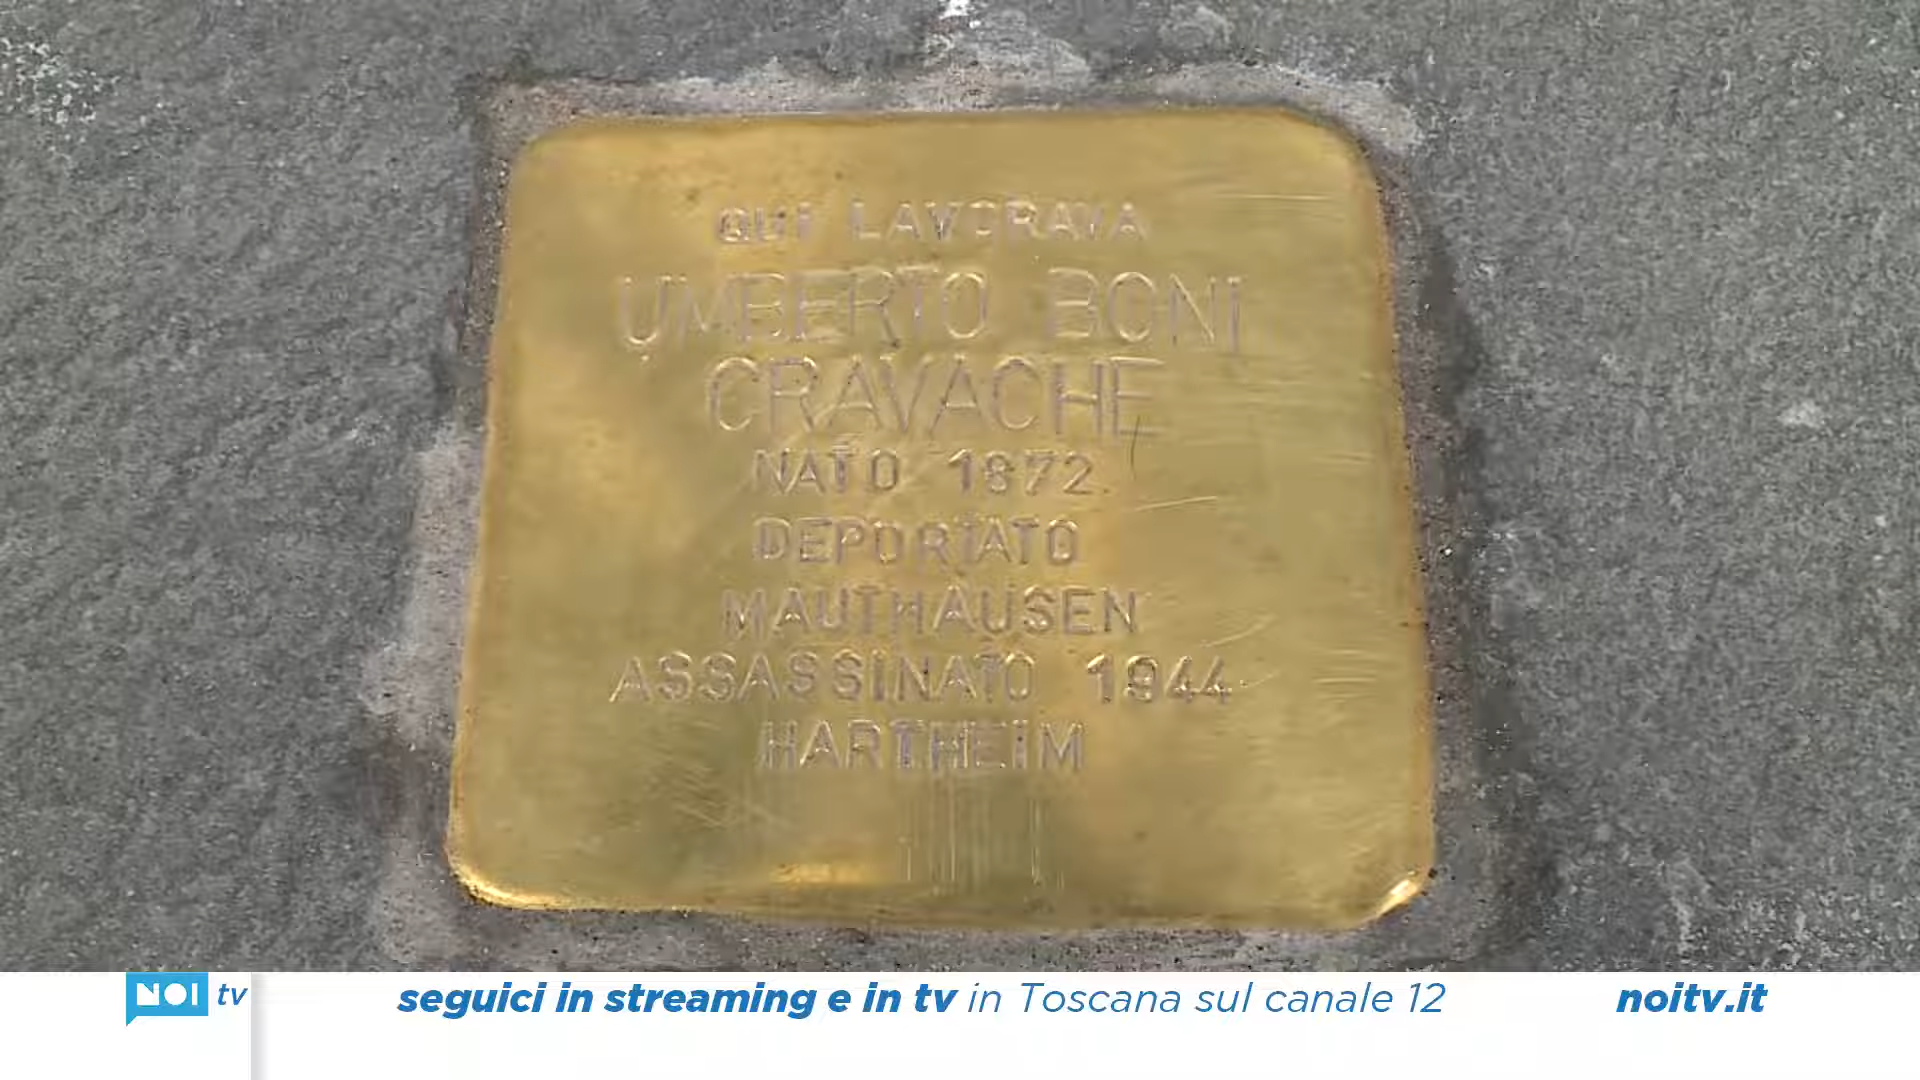 QUI LAVORAVA
UMBERTO BONI
CRAVACHE
NATO 1872
DEPORTATO
MAUTHAUSEN
ASSASSINATO 1944
HARTHEIM
NOI tv
seguici in streaming e in tv in Toscana sul canale 12
noitv.it